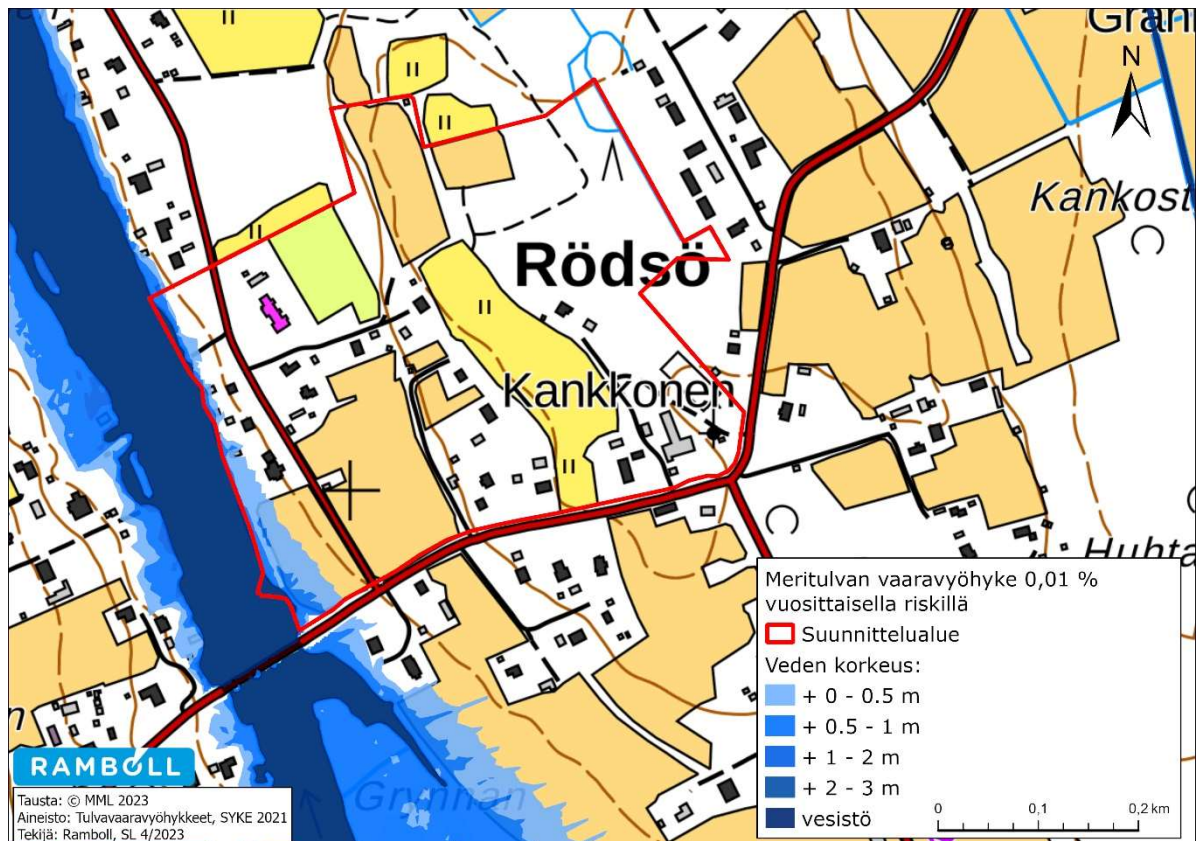 Gran
N
Kankost
Rödsö
Kankkonen
Huhta
Grynnan
n
II
II
II
II
II
II
Meritulvan vaaravyöhyke 0,01 %
vuosittaisella riskillä
Suunnittelualue
Veden korkeus:
+ 0 - 0.5 m
+ 0.5 - 1 m
+ 1 - 2 m
+ 2 - 3 m
vesistö
0 0,1 0,2 km
RAMBOLL
Tausta: © MML 2023
Aineisto: Tulvavaaravyöhykkeet, SYKE 2021
Tekijä: Ramboll, SL 4/2023